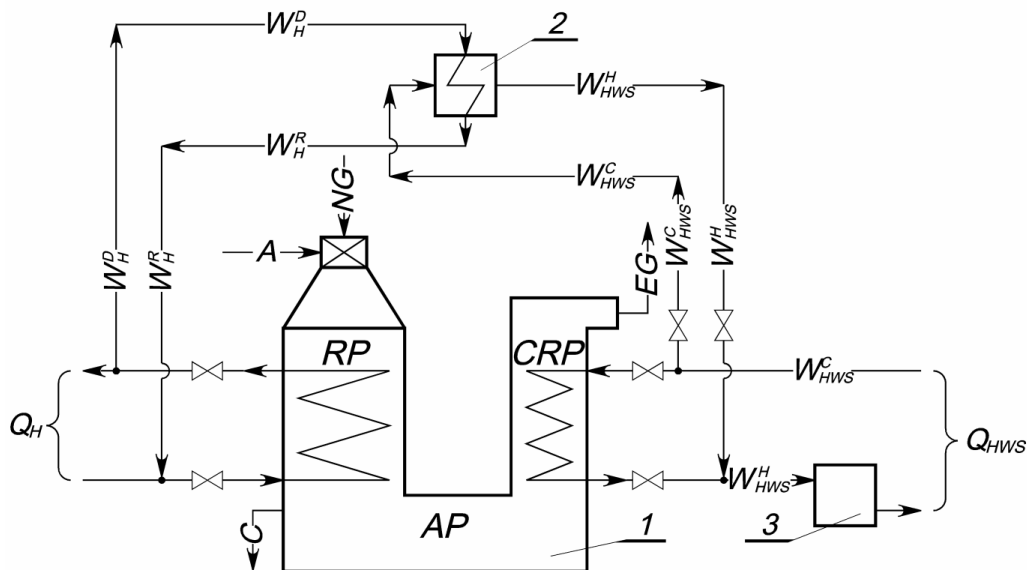 W_H^D
2
3
W_HWS^H
W_H^R
W_HWS^C
NG
A
W_H^D
W_H^R
W_HWS^C
W_HWS^H
EG
RP
CRP
W_HWS^C
Q_H
Q_HWS
W_HWS^H
C
AP
1